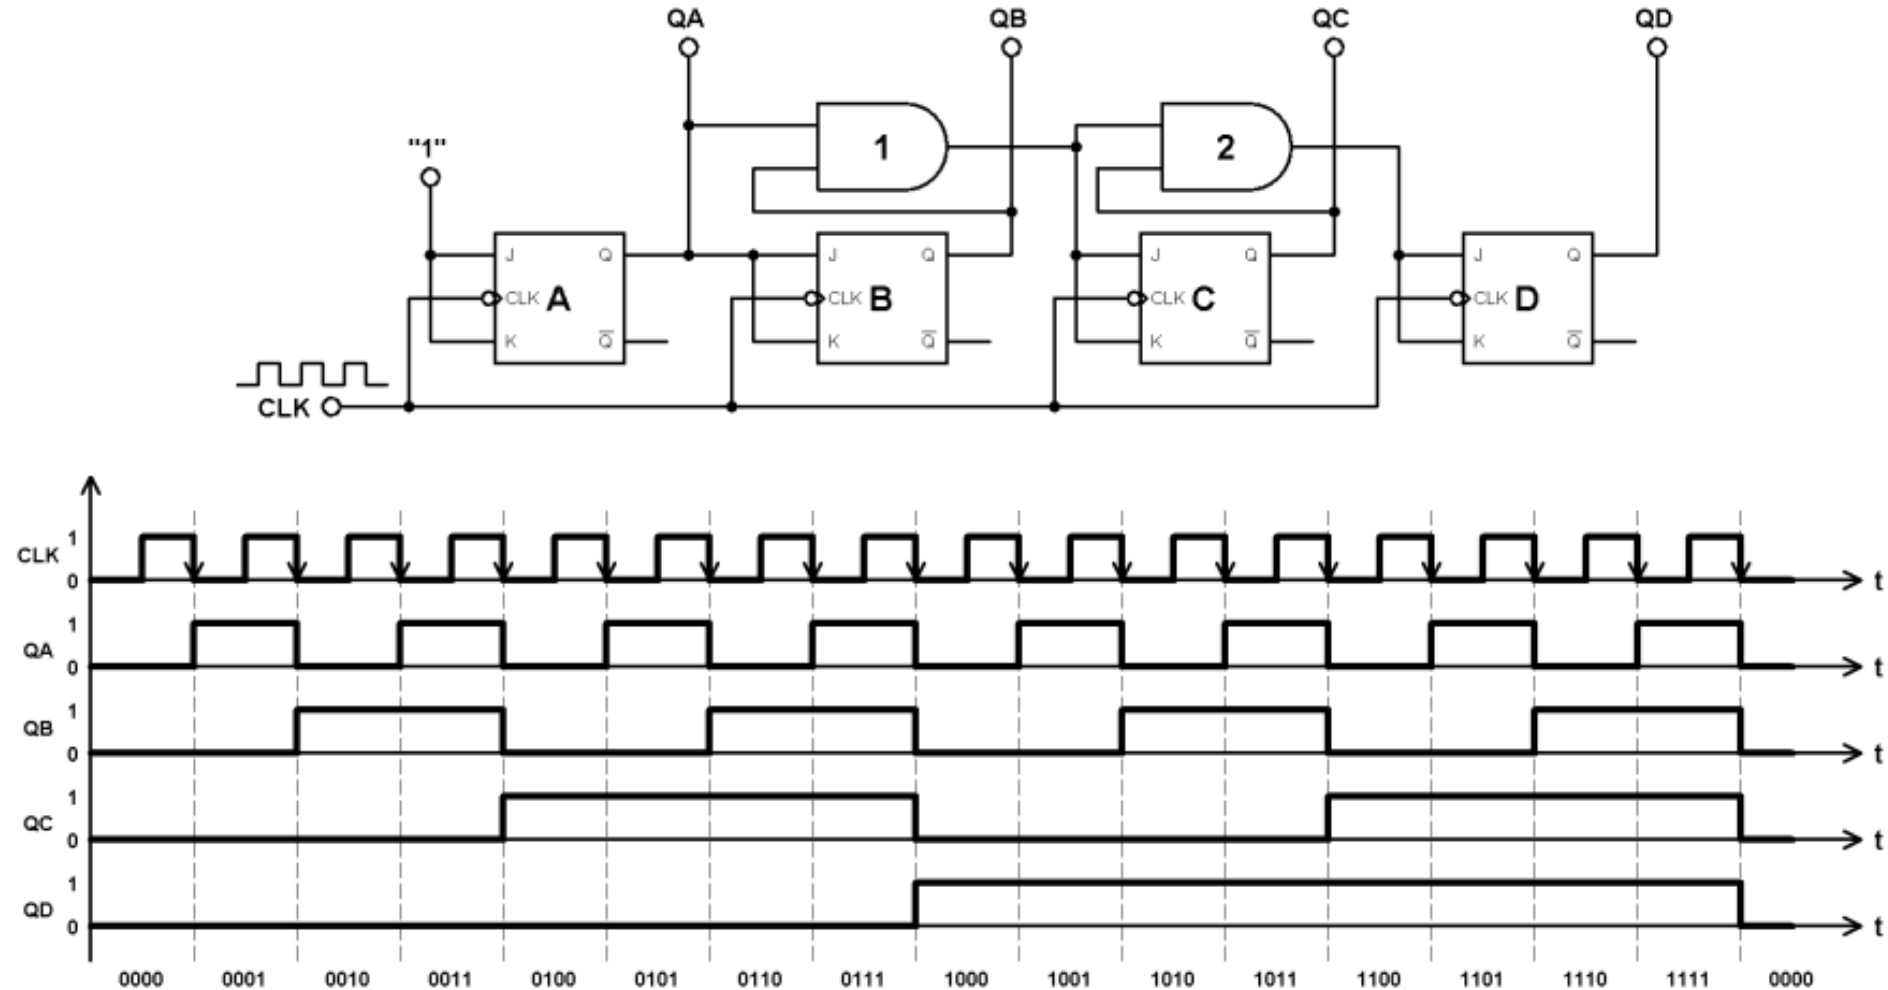 QA QB QC QD
"1"
1 2
J Q J Q J Q J Q
CLK A CLK B CLK C CLK D
K Q K Q K Q K Q
CLK
CLK 1 0 t
QA 1 0 t
QB 1 0 t
QC 1 0 t
QD 1 0 t
0000 0001 0010 0011 0100 0101 0110 0111 1000 1001 1010 1011 1100 1101 1110 1111 0000